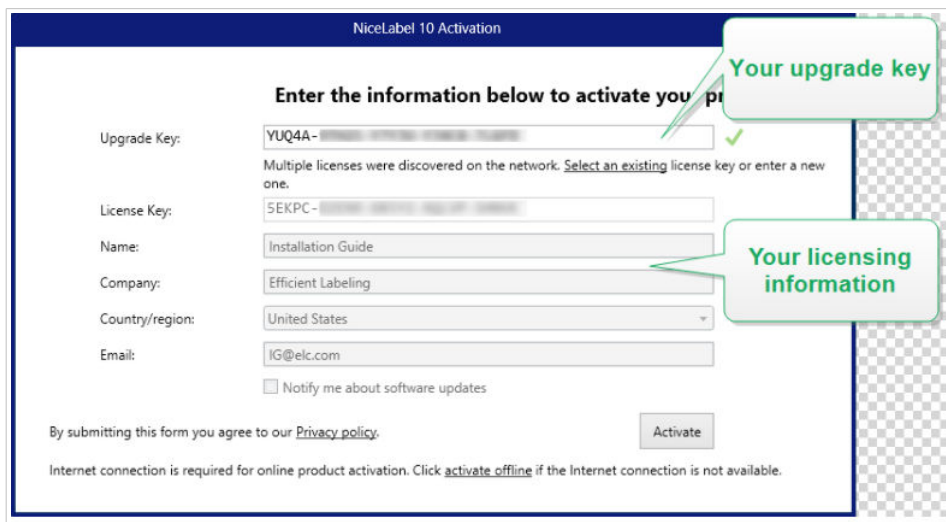 NiceLabel 10 Activation
Your upgrade key
Enter the information below to activate your pr
Upgrade Key:
YUQ4A-
Multiple licenses were discovered on the network. Select an existing license key or enter a new
one.
License Key:
5EKPC-
Name:
Installation Guide
Your licensing
information
Company:
Efficient Labeling
Country/region:
United States
Email:
IG@elc.com
Notify me about software updates
By submitting this form you agree to our Privacy policy.
Activate
Internet connection is required for online product activation. Click activate offline if the Internet connection is not available.